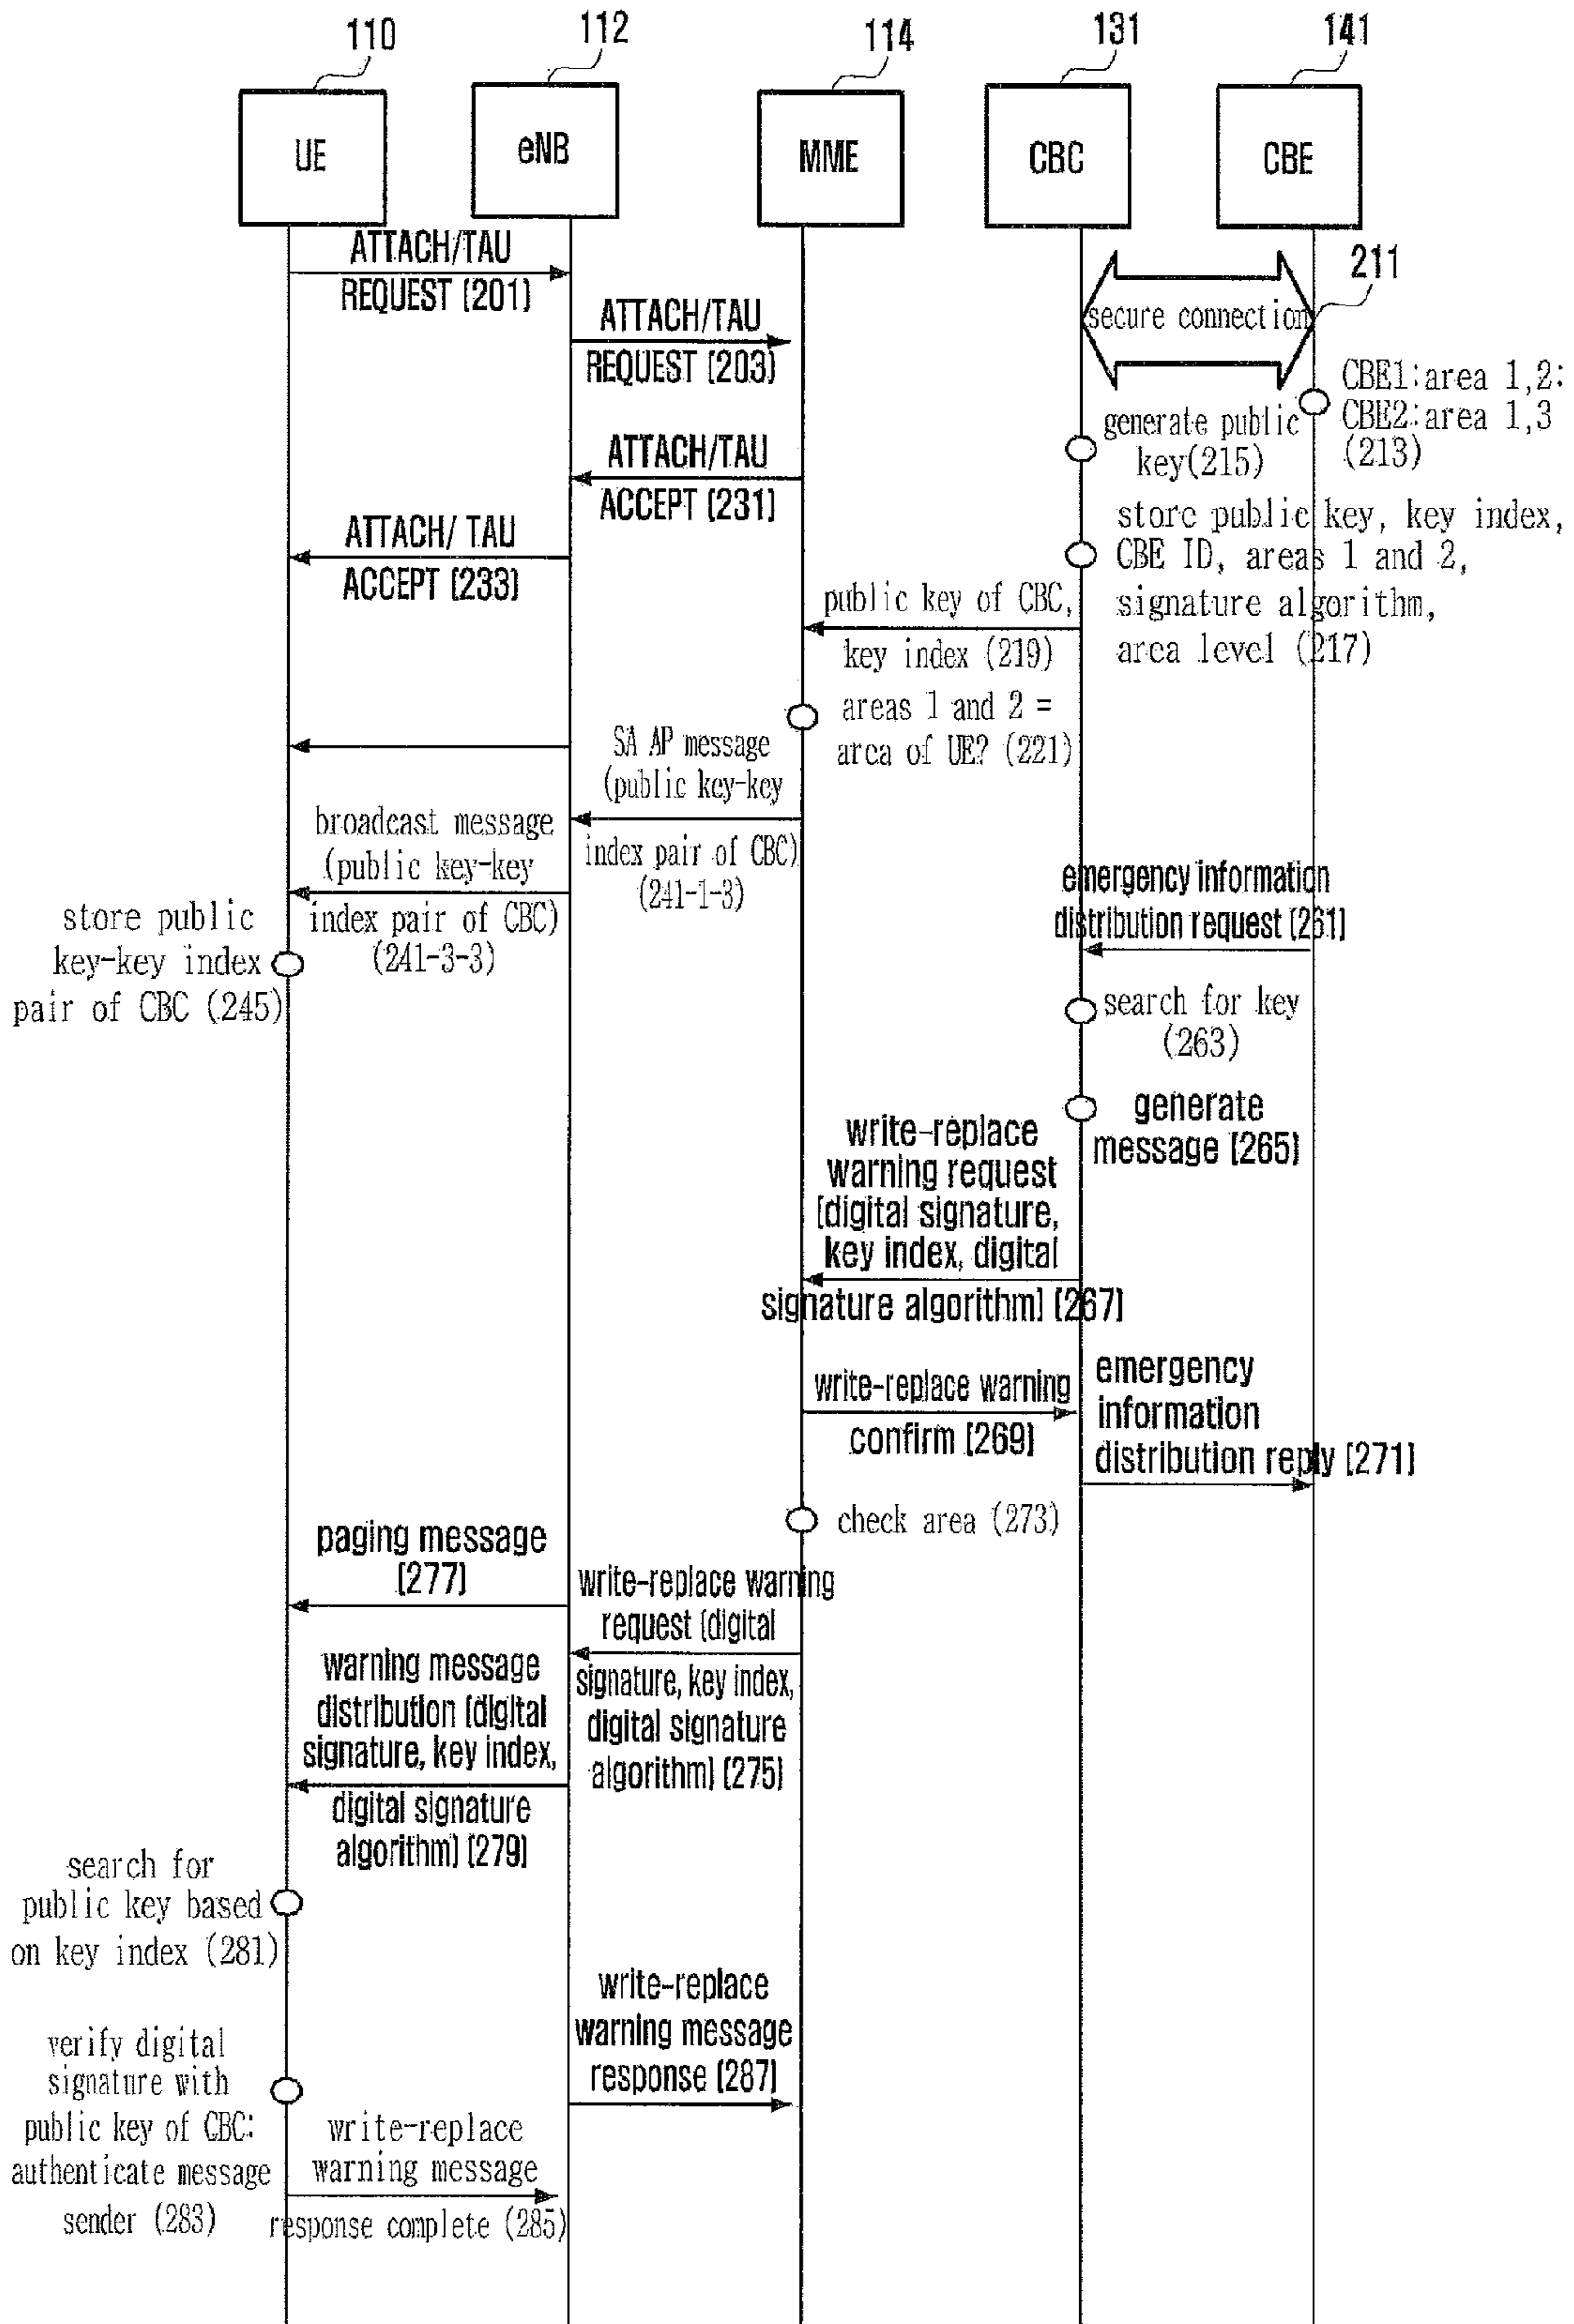 110
112
114
131
141
UE
eNB
MME
CBC
CBE
ATTACH/TAU
REQUEST (201)
ATTACH/TAU
REQUEST (203)
211
secure connection
CBE1:area 1,2:
CBE2:area 1,3
(213)
generate public
key(215)
ATTACH/TAU
ACCEPT (231)
ATTACH/ TAU
ACCEPT (233)
store public key, key index,
CBE ID, areas 1 and 2,
signature algorithm,
area level (217)
public key of CBC,
key index (219)
areas 1 and 2 =
area of UE? (221)
SA AP message
(public key-key
index pair of CBC)
(241-1-3)
broadcast message
(public key-key
index pair of CBC)
(241-3-3)
store public
key-key index
pair of CBC (245)
emergency information
distribution request (261)
search for key
(263)
generate
message (265)
write-replace
warning request
(digital signature,
key index, digital
signature algorithm) (267)
write-replace warning
confirm (269)
emergency
information
distribution reply (271)
check area (273)
paging message
(277)
write-replace warning
request (digital
signature, key index,
digital signature
algorithm) (275)
warning message
distribution (digital
signature, key index,
digital signature
algorithm) (279)
search for
public key based
on key index (281)
write-replace
warning message
response (287)
verify digital
signature with
public key of CBC:
authenticate message
sender (283)
write-replace
warning message
response complete (285)